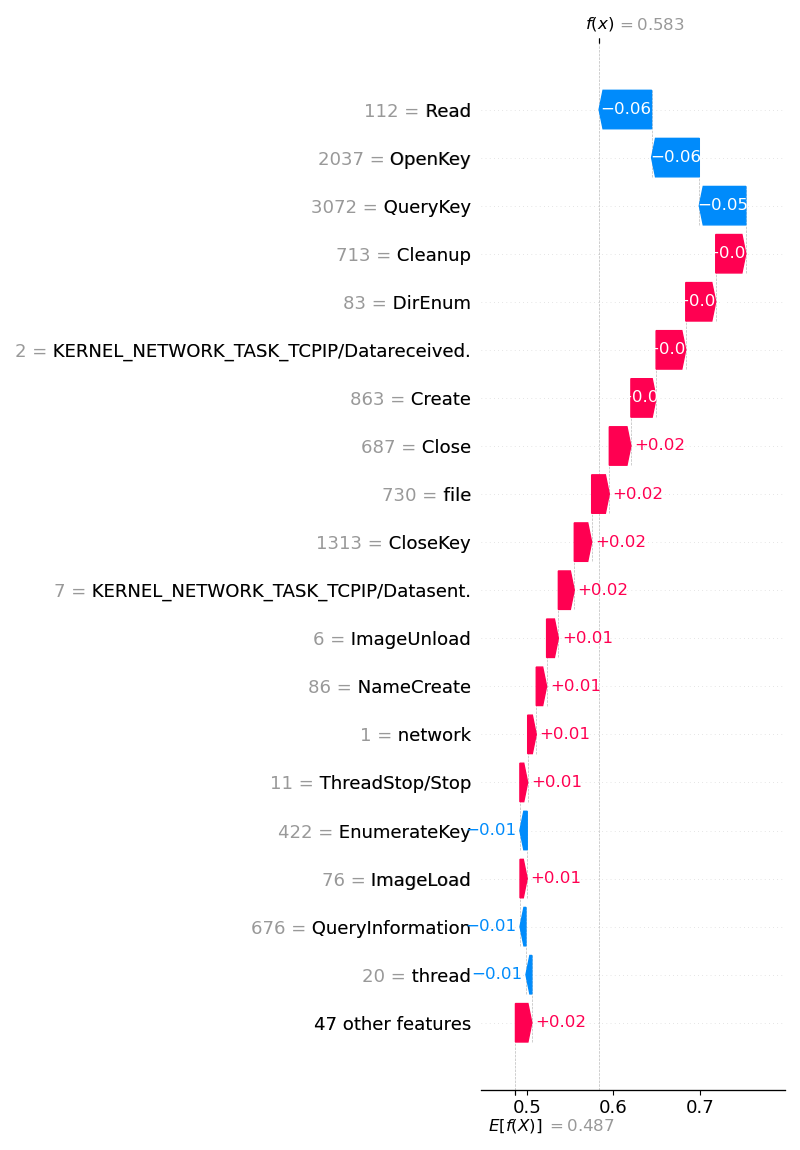 f(x) = 0.583
112 = Read
−0.06
2037 = OpenKey
−0.06
3072 = QueryKey
−0.05
713 = Cleanup
83 = DirEnum
2 = KERNEL_NETWORK_TASK_TCPIP/Datareceived.
863 = Create
687 = Close
+0.02
730 = file
+0.02
1313 = CloseKey
+0.02
7 = KERNEL_NETWORK_TASK_TCPIP/Datasent.
+0.02
6 = ImageUnload
+0.01
86 = NameCreate
+0.01
1 = network
+0.01
11 = ThreadStop/Stop
+0.01
422 = EnumerateKey
−0.01
76 = ImageLoad
+0.01
676 = QueryInformation
−0.01
20 = thread
−0.01
47 other features
+0.02
0.5 0.6 0.7
E[f(X)] = 0.487